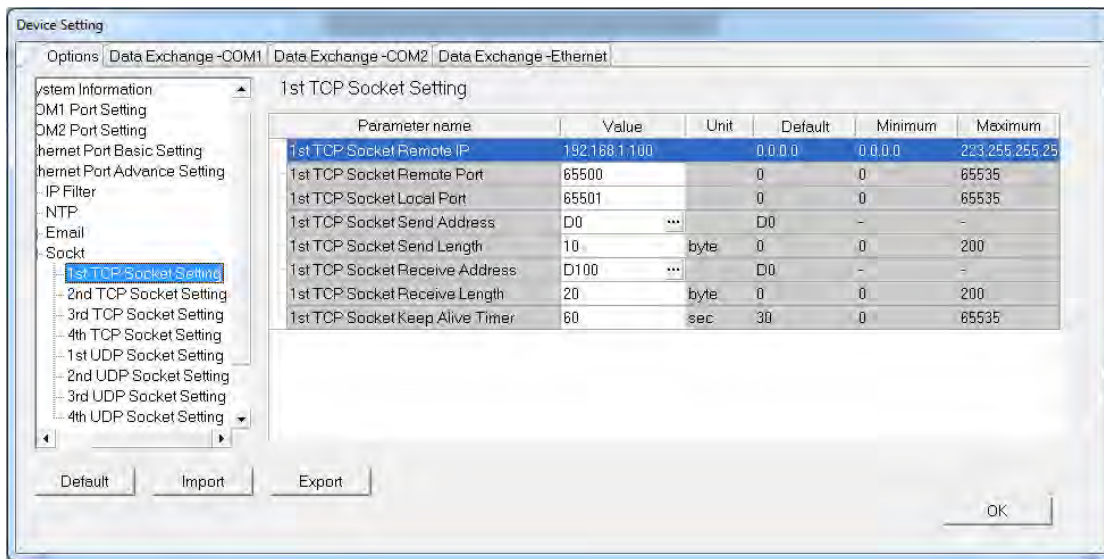 Device Setting
Options Data Exchange -COM1 Data Exchange -COM2 Data Exchange -Ethernet
ystem Information
OM1 Port Setting
OM2 Port Setting
hernet Port Basic Setting
hernet Port Advance Setting
IP Filter
NTP
Email
Sockt
1st TCP Socket Setting
2nd TCP Socket Setting
3rd TCP Socket Setting
4th TCP Socket Setting
1st UDP Socket Setting
2nd UDP Socket Setting
3rd UDP Socket Setting
4th UDP Socket Setting
1st TCP Socket Setting
Parameter name Value Unit Default Minimum Maximum
1st TCP Socket Remote IP 192.168.1.100 0.0.0.0 0.0.0.0 223.255.255.25
1st TCP Socket Remote Port 65500 0 0 65535
1st TCP Socket Local Port 65501 0 0 65535
1st TCP Socket Send Address D0 ... D0 - -
1st TCP Socket Send Length 10 byte 0 0 200
1st TCP Socket Receive Address D100 ... D0 - -
1st TCP Socket Receive Length 20 byte 0 0 200
1st TCP Socket Keep Alive Timer 60 sec 30 0 65535
Default Import Export
OK